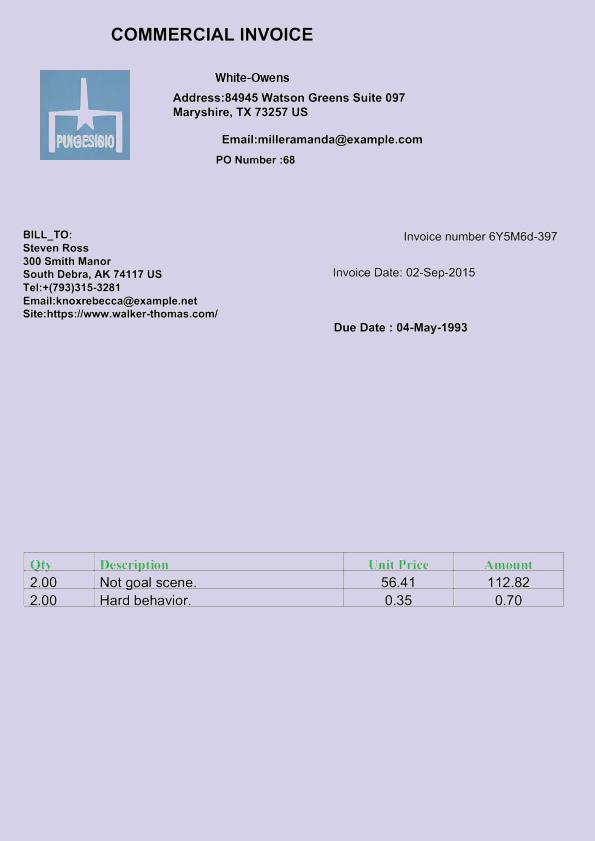 COMMERCIAL INVOICE
White-Owens
Address:84945 Watson Greens Suite 097
Maryshire, TX 73257 US
PUIGESIGIO
Email:milleramanda@example.com
PO Number :68
BILL_TO:
Steven Ross
300 Smith Manor
South Debra, AK 74117 US
Tel:+(793)315-3281
Email:knoxrebecca@example.net
Site:https://www.walker-thomas.com/
Invoice number 6Y5M6d-397
Invoice Date: 02-Sep-2015
Due Date : 04-May-1993
Qty Description Unit Price Amount
2.00 Not goal scene. 56.41 112.82
2.00 Hard behavior. 0.35 0.70